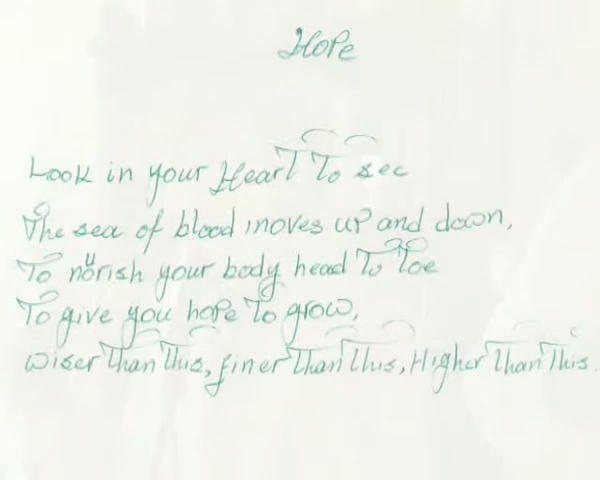 Hope
Look in your Heart To see
The sea of blood moves up and down,
To nourish your body head To Toe
To give you hope To grow,
wiser Than This, finer Than This, Higher Than This.